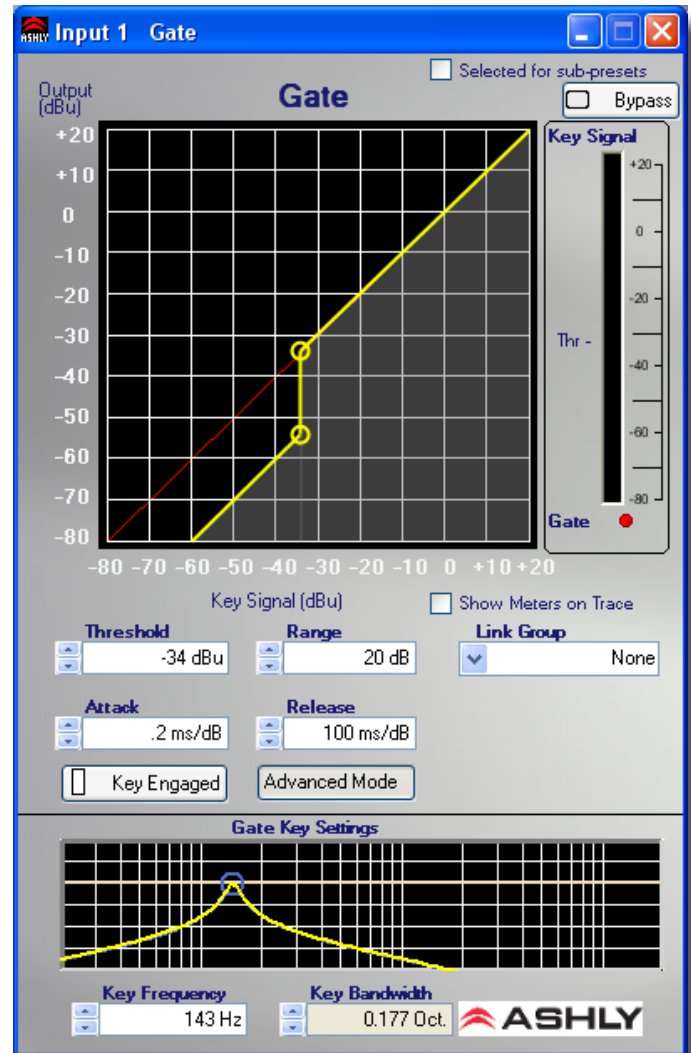 ASHLY Input 1 Gate
Selected for sub-presets
Output
(dBu)
Gate
Bypass
Key Signal
+20
+10
0
-10
-20
-30
-40
-50
-60
-70
-80
+20
0
-20
Thr -
-40
-60
-80
Gate
-80 -70 -60 -50 -40 -30 -20 -10 0 +10 +20
Key Signal (dBu)
Show Meters on Trace
Threshold Range Link Group
-34 dBu 20 dB None
Attack Release
.2 ms/dB 100 ms/dB
Key Engaged Advanced Mode
Gate Key Settings
Key Frequency Key Bandwidth
143 Hz 0.177 Oct. ASHLY